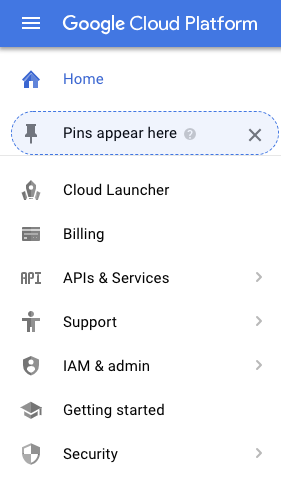 Google Cloud Platform
Home
Pins appear here ?
Cloud Launcher
Billing
API APIs & Services
Support
IAM & admin
Getting started
Security